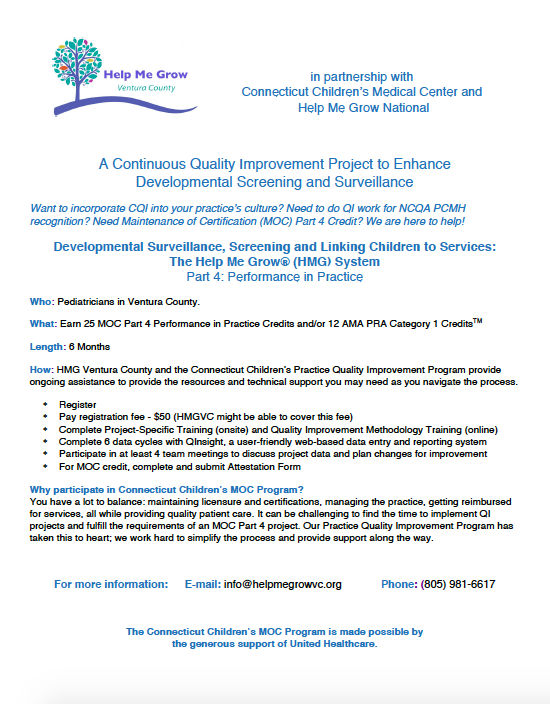 Help Me Grow
Ventura County
in partnership with
Connecticut Children's Medical Center and
Help Me Grow National
A Continuous Quality Improvement Project to Enhance
Developmental Screening and Surveillance
Want to incorporate CQI into your practice's culture? Need to do QI work for NCQA PCMH
recognition? Need Maintenance of Certification (MOC) Part 4 Credit? We are here to help!
Developmental Surveillance, Screening and Linking Children to Services:
The Help Me Grow® (HMG) System
Part 4: Performance in Practice
Who: Pediatricians in Ventura County.
What: Earn 25 MOC Part 4 Performance in Practice Credits and/or 12 AMA PRA Category 1 Credits™
Length: 6 Months
How: HMG Ventura County and the Connecticut Children's Practice Quality Improvement Program provide
ongoing assistance to provide the resources and technical support you may need as you navigate the process.
Register
Pay registration fee - $50 (HMGVC might be able to cover this fee)
Complete Project-Specific Training (onsite) and Quality Improvement Methodology Training (online)
Complete 6 data cycles with QInsight, a user-friendly web-based data entry and reporting system
Participate in at least 4 team meetings to discuss project data and plan changes for improvement
For MOC credit, complete and submit Attestation Form
Why participate in Connecticut Children's MOC Program?
You have a lot to balance: maintaining licensure and certifications, managing the practice, getting reimbursed
for services, all while providing quality patient care. It can be challenging to find the time to implement QI
projects and fulfill the requirements of an MOC Part 4 project. Our Practice Quality Improvement Program has
taken this to heart; we work hard to simplify the process and provide support along the way.
For more information: E-mail: info@helpmegrowvc.org Phone: (805) 981-6617
The Connecticut Children's MOC Program is made possible by
the generous support of United Healthcare.